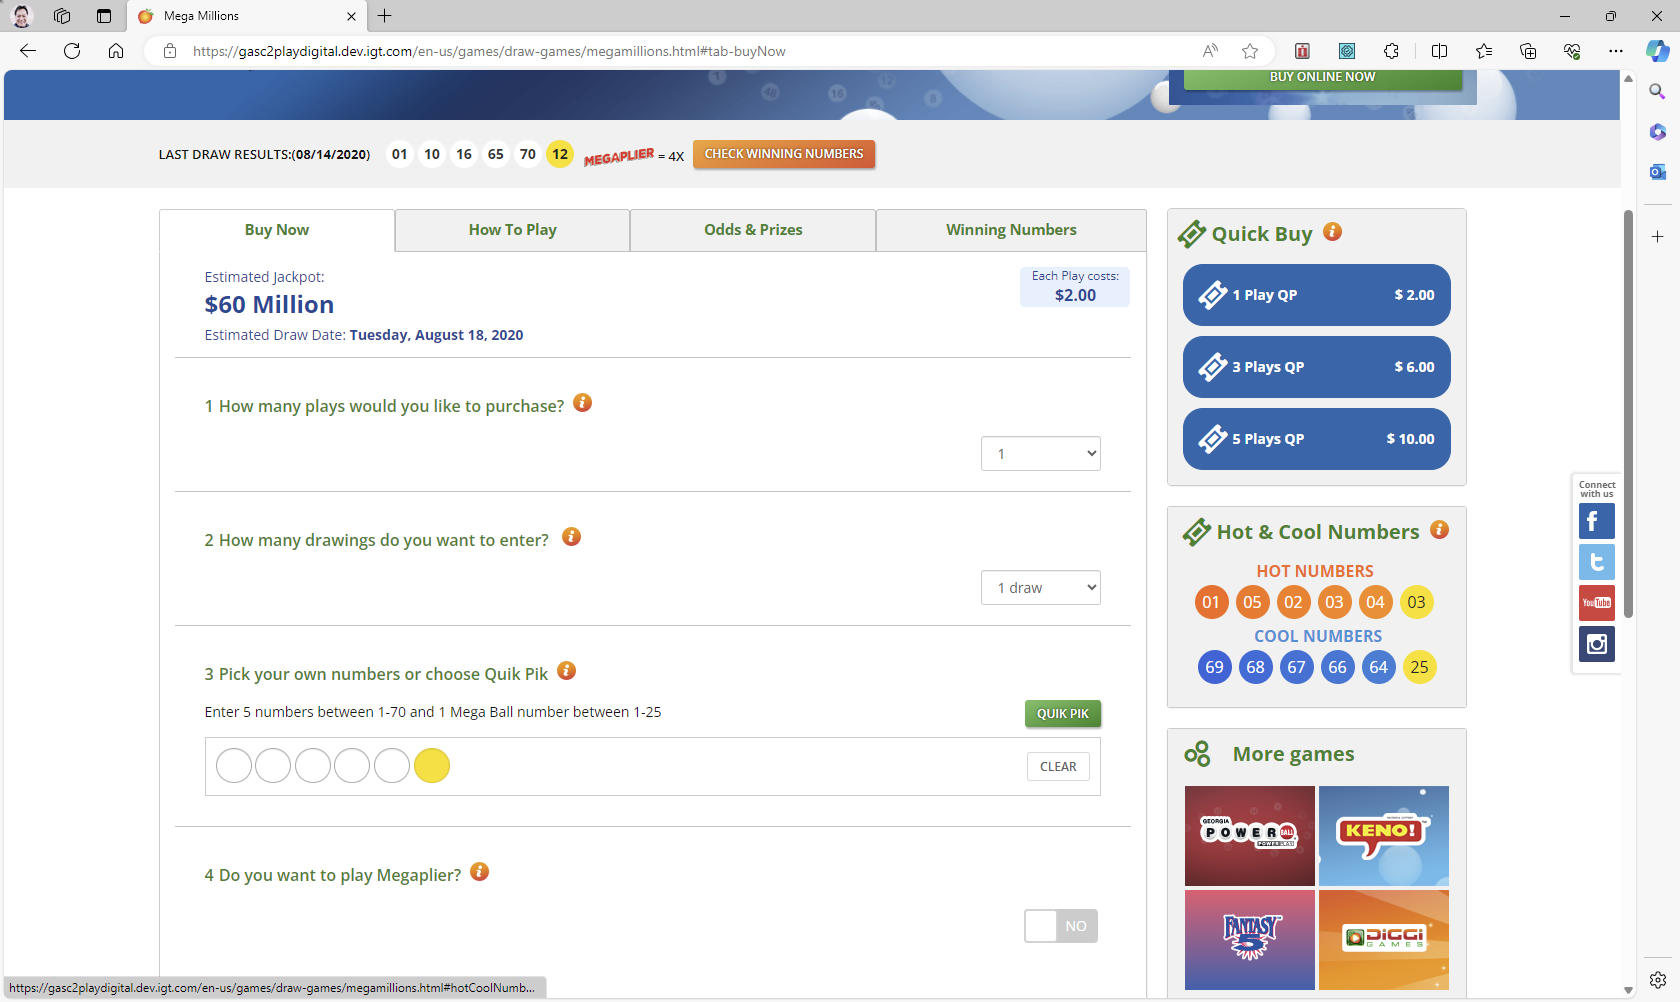 Mega Millions
https://gasc2playdigital.dev.igt.com/en-us/games/draw-games/megamillions.html#tab-buyNow
BUY ONLINE NOW
LAST DRAW RESULTS:(08/14/2020) 01 10 16 65 70 12 MEGAPLIER = 4X CHECK WINNING NUMBERS
Buy Now How To Play Odds & Prizes Winning Numbers
Estimated Jackpot:
$60 Million
Estimated Draw Date: Tuesday, August 18, 2020
Each Play costs:
$2.00
1 How many plays would you like to purchase?
1
2 How many drawings do you want to enter?
1 draw
3 Pick your own numbers or choose Quik Pik
Enter 5 numbers between 1-70 and 1 Mega Ball number between 1-25
QUIK PIK
CLEAR
4 Do you want to play Megaplier?
NO
Quick Buy
1 Play QP $ 2.00
3 Plays QP $ 6.00
5 Plays QP $ 10.00
Hot & Cool Numbers
HOT NUMBERS
01 05 02 03 04 03
COOL NUMBERS
69 68 67 66 64 25
More games
GEORGIA
POWERBALL
POWER PLAY
KENO!
FANTASY 5
DIGGI
GAMES
Connect
with us
YouTube
https://gasc2playdigital.dev.igt.com/en-us/games/draw-games/megamillions.html#hotCoolNumb...